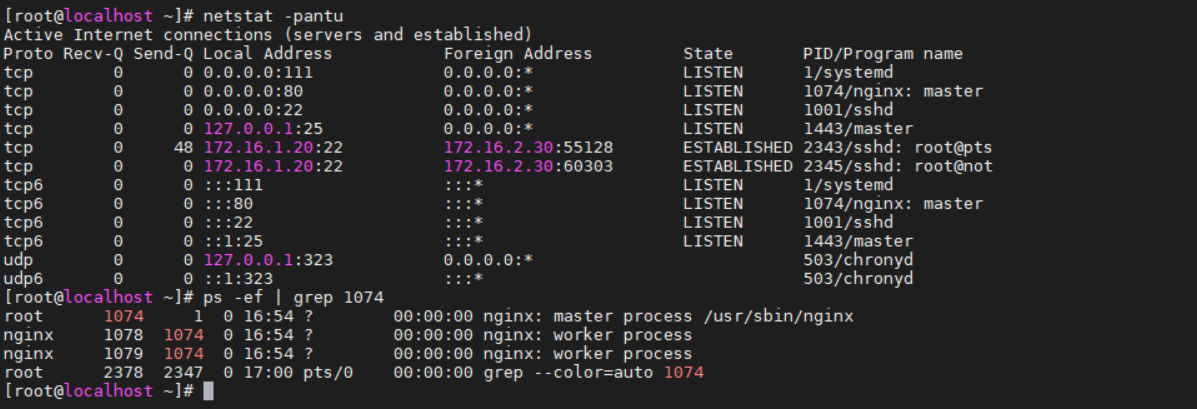 [root@localhost ~]# netstat -pantu
Active Internet connections (servers and established)
Proto Recv-Q Send-Q Local Address           Foreign Address         State       PID/Program name
tcp        0      0 0.0.0.0:111             0.0.0.0:*               LISTEN      1/systemd
tcp        0      0 0.0.0.0:80              0.0.0.0:*               LISTEN      1074/nginx: master
tcp        0      0 0.0.0.0:22              0.0.0.0:*               LISTEN      1001/sshd
tcp        0      0 127.0.0.1:25            0.0.0.0:*               LISTEN      1443/master
tcp        0     48 172.16.1.20:22          172.16.2.30:55128       ESTABLISHED 2343/sshd: root@pts
tcp        0      0 172.16.1.20:22          172.16.2.30:60303       ESTABLISHED 2345/sshd: root@not
tcp6       0      0 :::111                  :::*                    LISTEN      1/systemd
tcp6       0      0 :::80                   :::*                    LISTEN      1074/nginx: master
tcp6       0      0 :::22                   :::*                    LISTEN      1001/sshd
tcp6       0      0 ::1:25                  :::*                    LISTEN      1443/master
udp        0      0 127.0.0.1:323           0.0.0.0:*                           503/chronyd
udp6       0      0 ::1:323                 :::*                                503/chronyd
[root@localhost ~]# ps -ef | grep 1074
root      1074     1  0 16:54 ?        00:00:00 nginx: master process /usr/sbin/nginx
nginx     1078  1074  0 16:54 ?        00:00:00 nginx: worker process
nginx     1079  1074  0 16:54 ?        00:00:00 nginx: worker process
root      2378  2347  0 17:00 pts/0    00:00:00 grep --color=auto 1074
[root@localhost ~]#